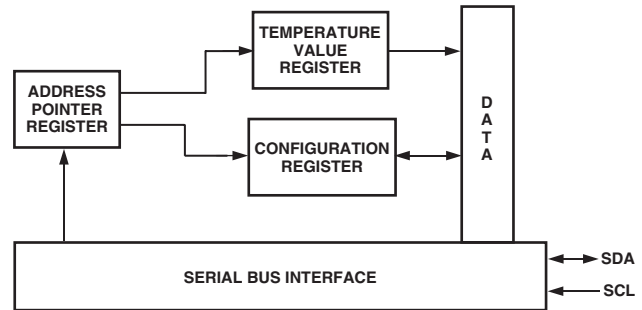 TEMPERATURE
VALUE
REGISTER
ADDRESS
POINTER
REGISTER
CONFIGURATION
REGISTER
D
A
T
A
SERIAL BUS INTERFACE
SDA
SCL